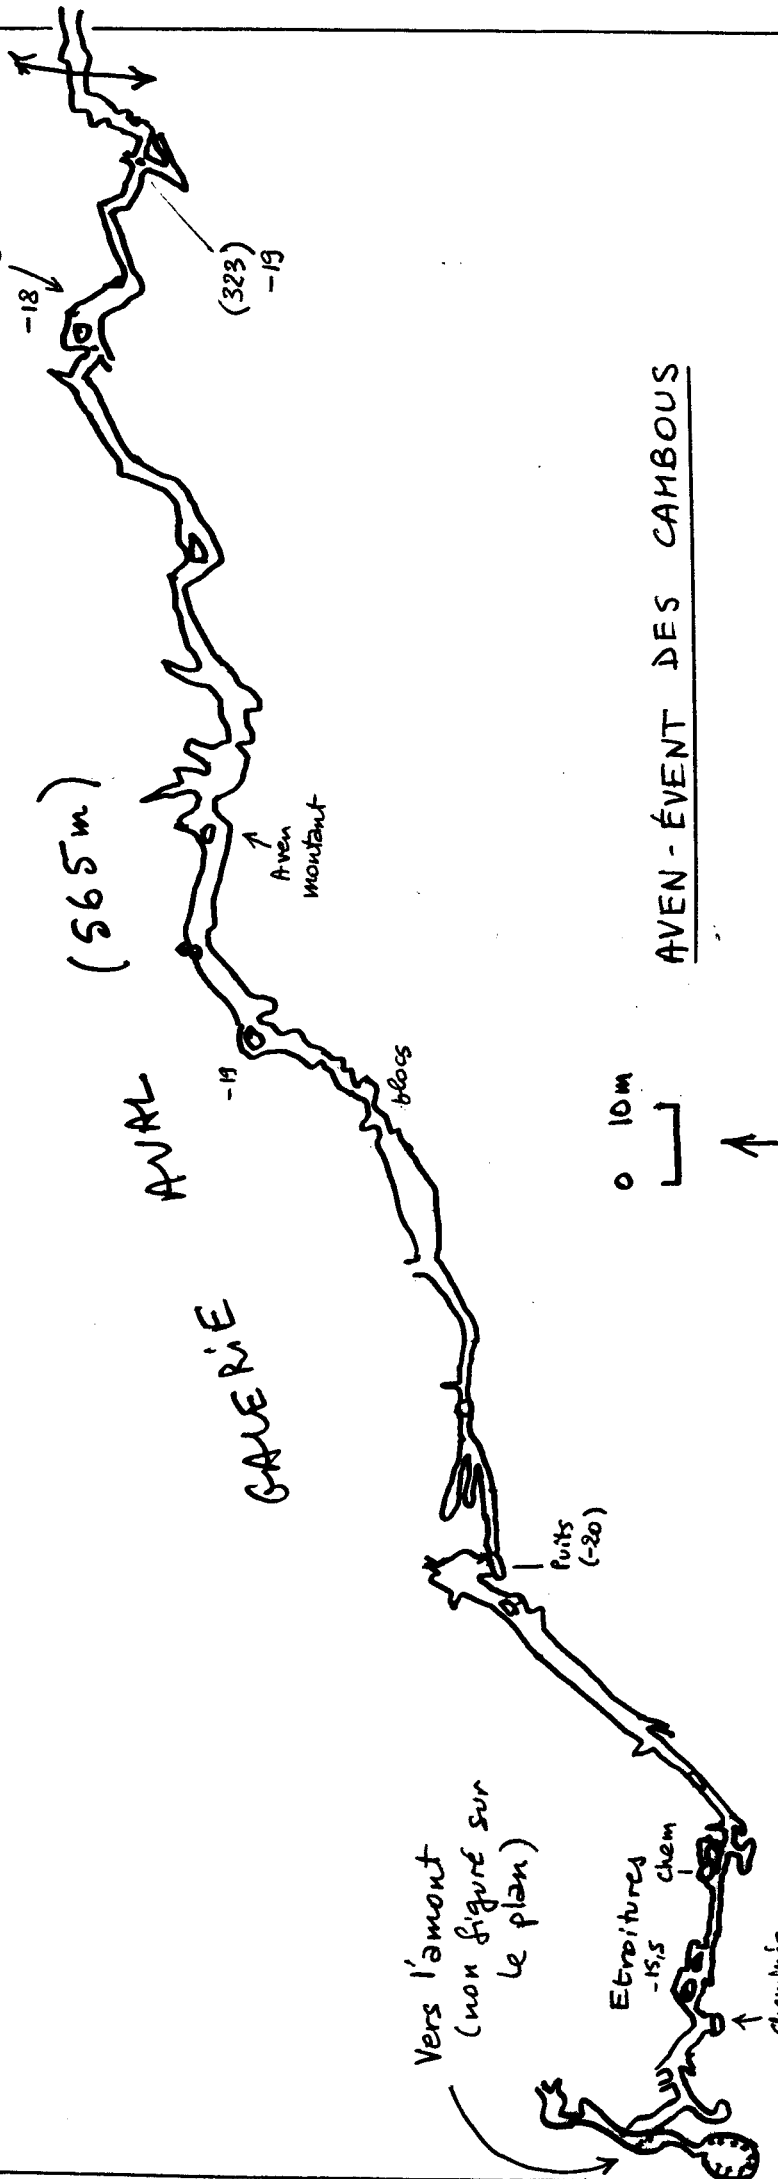 GALERIE AVAL (565 m)
-18
(323)
-19
Aven
montant
-19
blocs
AVEN-ÉVENT DES CAMBOUS
0 10m
Puits
(-20)
Vers l'amont
(non figuré sur
le plan)
Etroitures
-15,5
chem